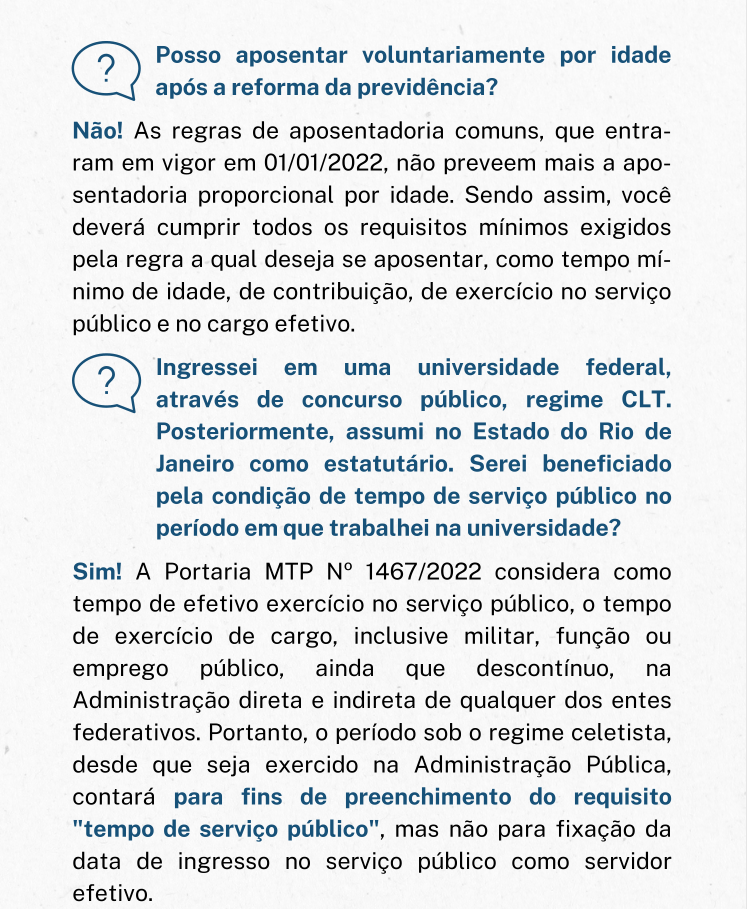 ?
Posso aposentar voluntariamente por idade
após a reforma da previdência?
Não! As regras de aposentadoria comuns, que entra-
ram em vigor em 01/01/2022, não preveem mais a apo-
sentadoria proporcional por idade. Sendo assim, você
deverá cumprir todos os requisitos mínimos exigidos
pela regra a qual deseja se aposentar, como tempo mí-
nimo de idade, de contribuição, de exercício no serviço
público e no cargo efetivo.
?
Ingressei em uma universidade federal,
através de concurso público, regime CLT.
Posteriormente, assumi no Estado do Rio de
Janeiro como estatutário. Serei beneficiado
pela condição de tempo de serviço público no
período em que trabalhei na universidade?
Sim! A Portaria MTP Nº 1467/2022 considera como
tempo de efetivo exercício no serviço público, o tempo
de exercício de cargo, inclusive militar, função ou
emprego público, ainda que descontínuo, na
Administração direta e indireta de qualquer dos entes
federativos. Portanto, o período sob o regime celetista,
desde que seja exercido na Administração Pública,
contará para fins de preenchimento do requisito
"tempo de serviço público", mas não para fixação da
data de ingresso no serviço público como servidor
efetivo.